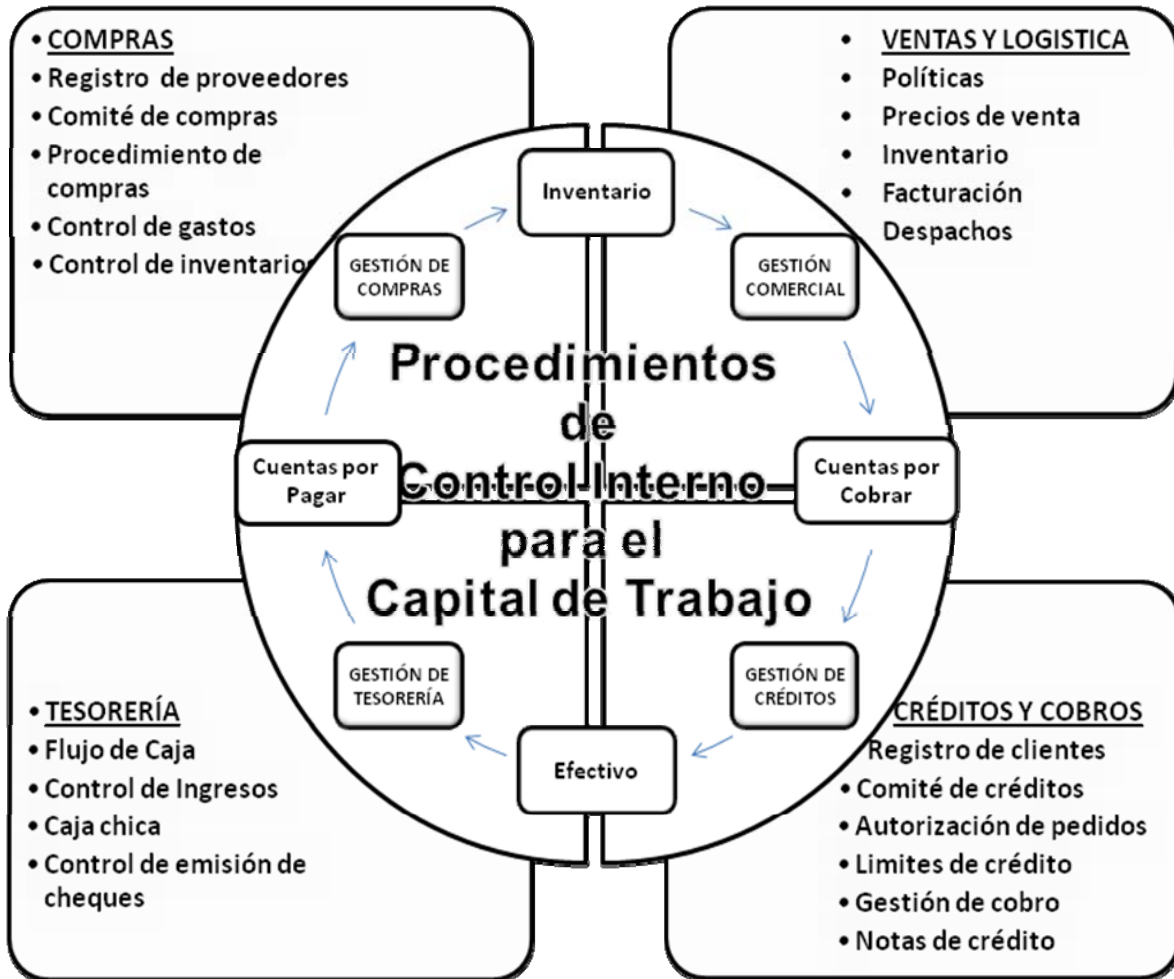 • COMPRAS
• Registro de proveedores
• Comité de compras
• Procedimiento de
compras
• Control de gastos
• Control de inventarios
• VENTAS Y LOGISTICA
• Políticas
• Precios de venta
• Inventario
• Facturación
Despachos
Inventario
GESTIÓN DE
COMPRAS
GESTIÓN
COMERCIAL
Procedimientos
de
Control Interno
para el
Capital de Trabajo
Cuentas por
Pagar
Cuentas por
Cobrar
GESTIÓN DE
TESORERÍA
GESTIÓN DE
CRÉDITOS
Efectivo
• TESORERÍA
• Flujo de Caja
• Control de Ingresos
• Caja chica
• Control de emisión de
cheques
CRÉDITOS Y COBROS
Registro de clientes
• Comité de créditos
• Autorización de pedidos
• Limites de crédito
• Gestión de cobro
• Notas de crédito